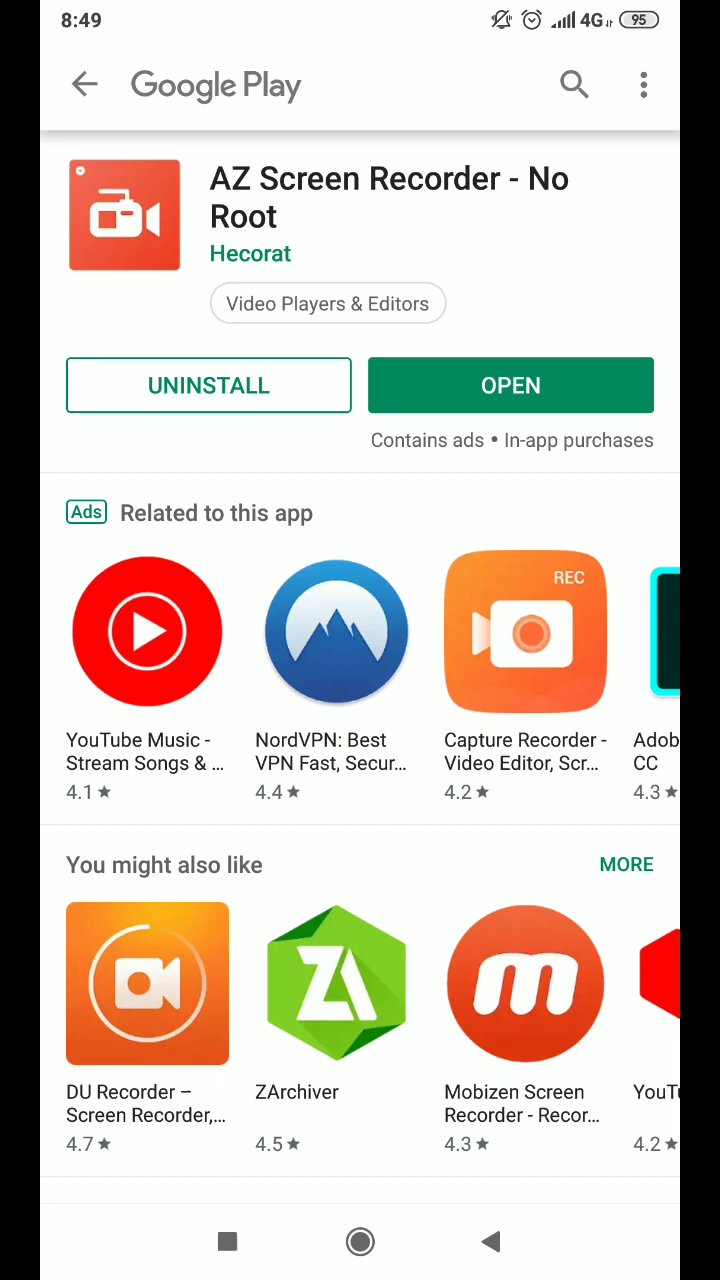 8:49
4G
95
Google Play
AZ Screen Recorder - No
Root
Hecorat
Video Players & Editors
UNINSTALL
OPEN
Contains ads • In-app purchases
Ads
Related to this app
REC
YouTube Music -
Stream Songs & ...
4.1 ★
NordVPN: Best
VPN Fast, Secur...
4.4 ★
Capture Recorder -
Video Editor, Scr...
4.2 ★
Adob
CC
4.3 ★
You might also like
MORE
ZA
m
DU Recorder –
Screen Recorder,...
4.7 ★
ZArchiver
4.5 ★
Mobizen Screen
Recorder - Recor...
4.3 ★
YouTu
4.2 ★